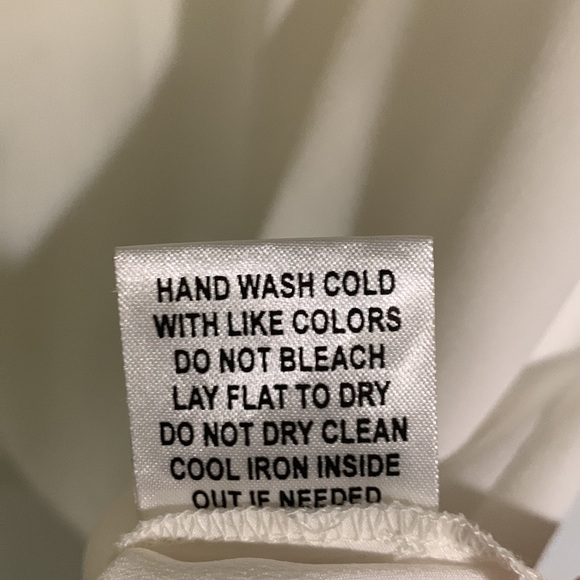 HAND WASH COLD
WITH LIKE COLORS
DO NOT BLEACH
LAY FLAT TO DRY
DO NOT DRY CLEAN
COOL IRON INSIDE
OUT IF NEEDED